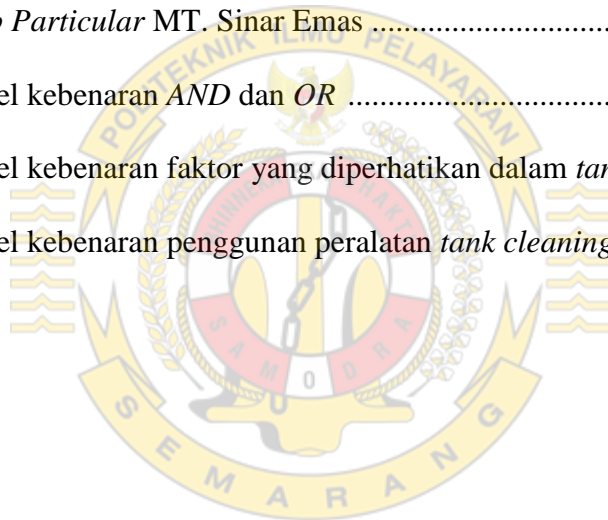 Particular MT. Sinar Emas ........................
el kebenaran AND dan OR ............................
el kebenaran faktor yang diperhatikan dalam
el kebenaran penggunan peralatan tank cleaning
POLITEKNIK ILMU PELAYARAN
SAMODRA
SEMARANG